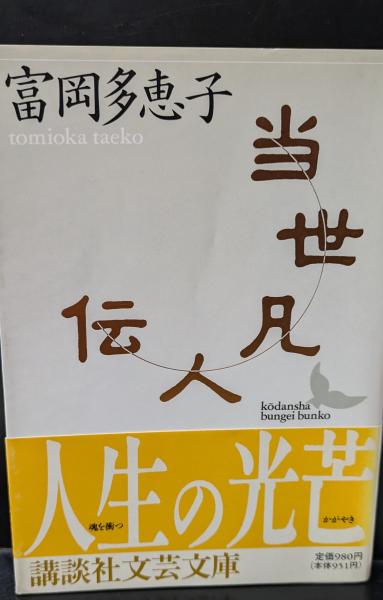 富岡多恵子
tomioka taeko
当世凡人伝
kōdansha
bungei bunko
人生の光芒
魂を衝つ
かがやき
講談社文芸文庫
定価980円
(本体951円)